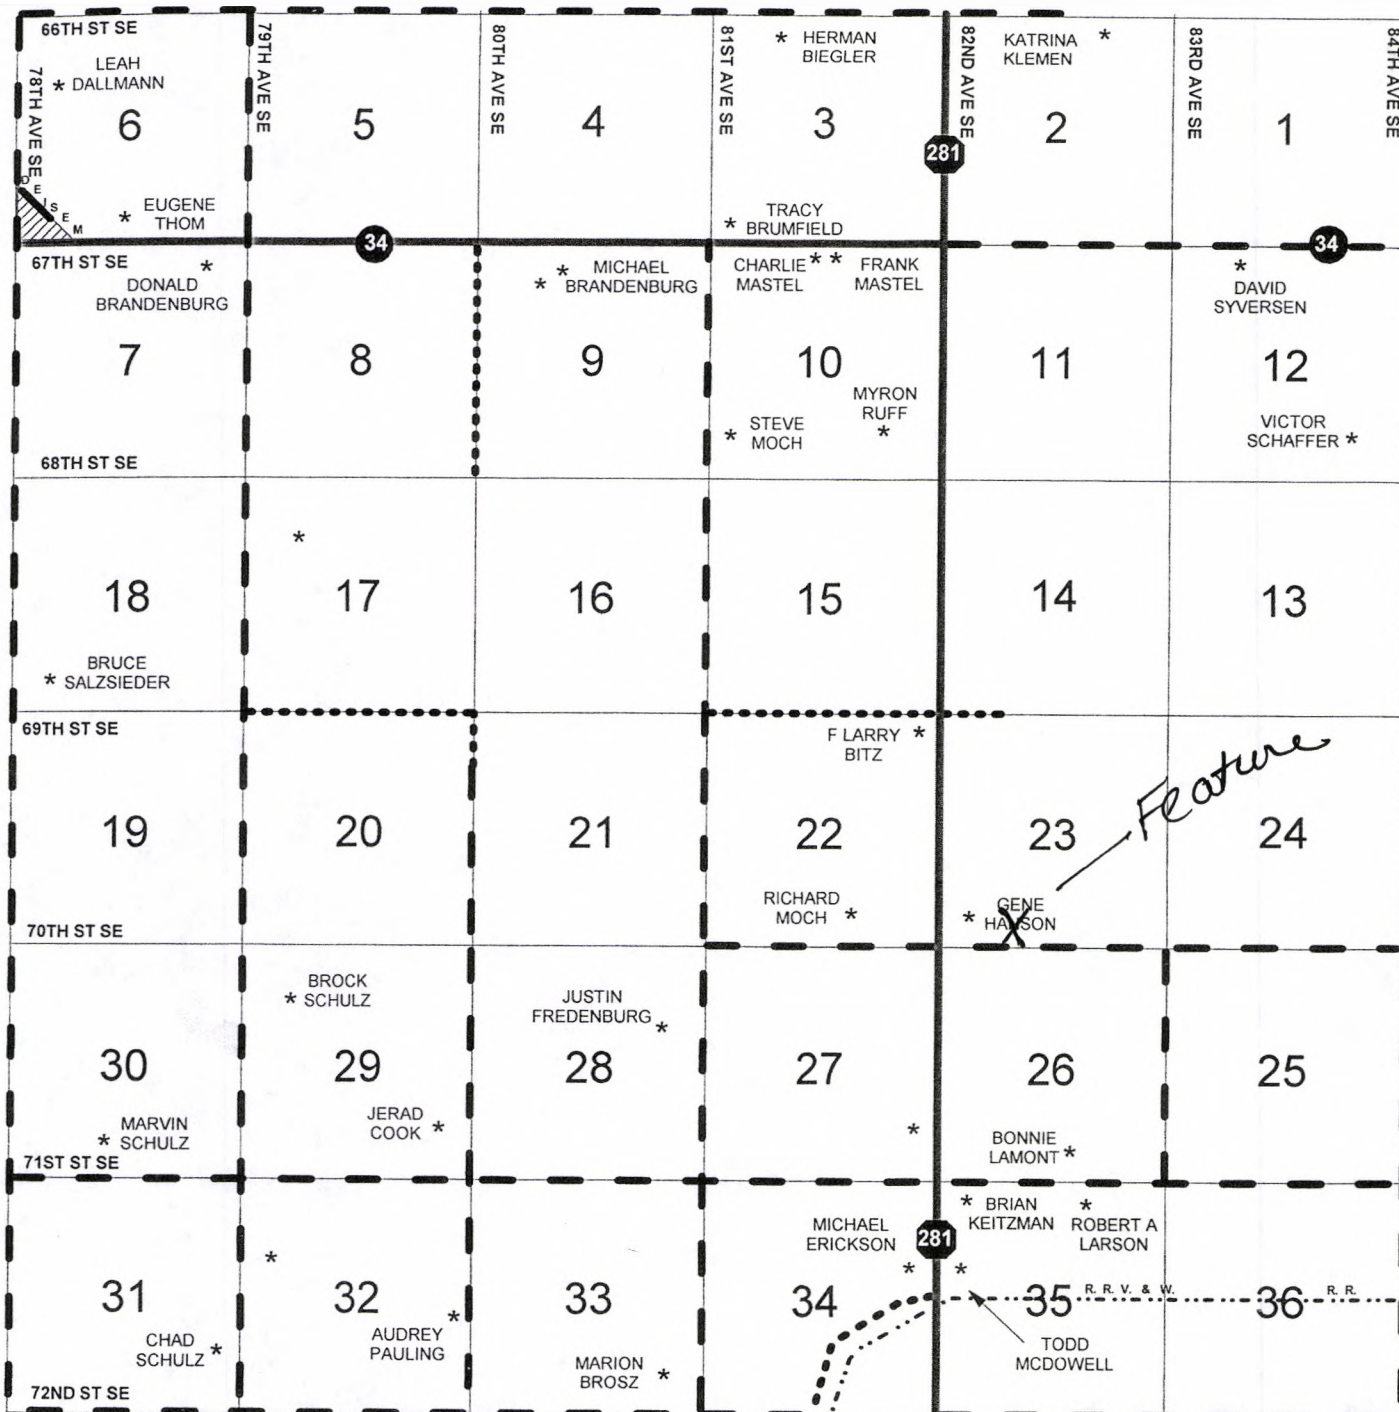 66TH ST SE
79TH AVE SE
80TH AVE SE
81ST AVE SE
HERMAN
BIEGLER
82ND AVE SE
KATRINA
KLEMEN
83RD AVE SE
84TH AVE SE
78TH AVE SE
LEAH
DALLMANN
6
5
4
3
2
1
281
DEISEM
EUGENE
THOM
TRACY
BRUMFIELD
34
34
67TH ST SE
DONALD
BRANDENBURG
MICHAEL
BRANDENBURG
CHARLIE
MASTEL
FRANK
MASTEL
DAVID
SYVERSEN
7
8
9
10
11
12
MYRON
RUFF
STEVE
MOCH
VICTOR
SCHAFFER
68TH ST SE
18
17
16
15
14
13
BRUCE
SALZSIEDER
69TH ST SE
F LARRY
BITZ
Feature
19
20
21
22
23
24
RICHARD
MOCH
GENE
HANSON
X
70TH ST SE
BROCK
SCHULZ
JUSTIN
FREDENBURG
30
29
28
27
26
25
MARVIN
SCHULZ
JERAD
COOK
BONNIE
LAMONT
71ST ST SE
MICHAEL
ERICKSON
281
BRIAN
KEITZMAN
ROBERT A
LARSON
31
32
33
34
35
36
R. R. V. & W. R. R.
CHAD
SCHULZ
AUDREY
PAULING
MARION
BROSZ
TODD
MCDOWELL
72ND ST SE